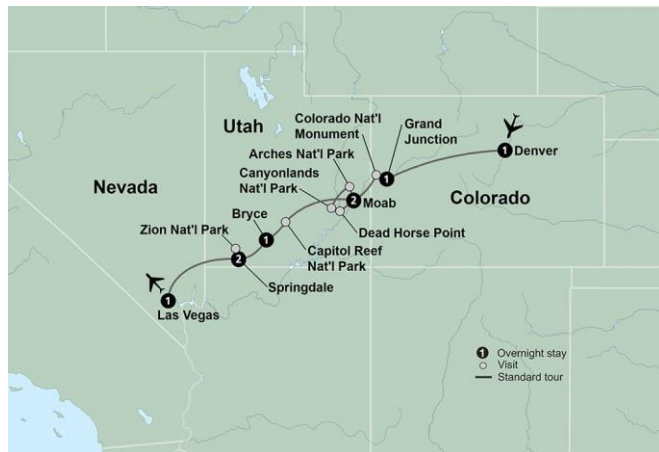 Colorado Nat'l
Monument
Grand
Junction
Utah
Arches Nat'l Park
1 Denver
Canyonlands
Nat'l Park
1
Nevada
2
Moab
Colorado
Bryce
Zion Nat'l Park
1
Dead Horse Point
Capitol Reef
Nat'l Park
2
Springdale
1
Las Vegas
1 Overnight stay
Visit
Standard tour